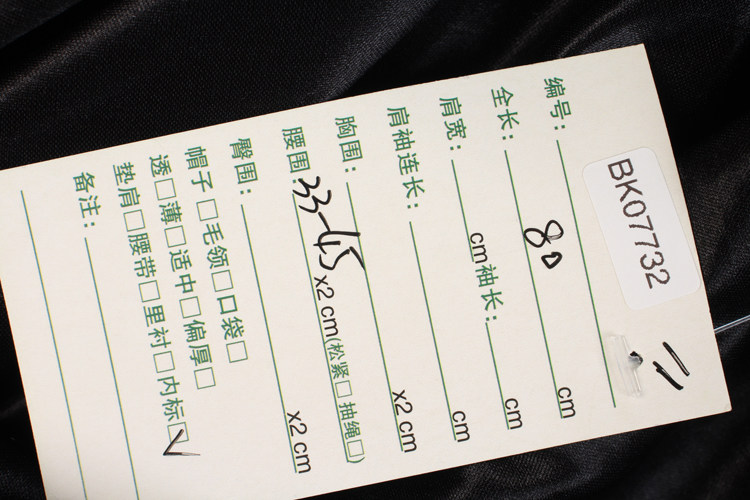 BK07732
二
编号:
全长: 80 cm
肩宽: cm 袖长: cm
肩袖连长: cm
胸围: x2 cm
腰围: 33-45 x2 cm(松紧□ 抽绳□)
臀围: x2 cm
帽子□ 毛领□ 口袋□
透□ 薄□ 适中□ 偏厚□
垫肩□ 腰带□ 里衬□ 内标☑
备注: